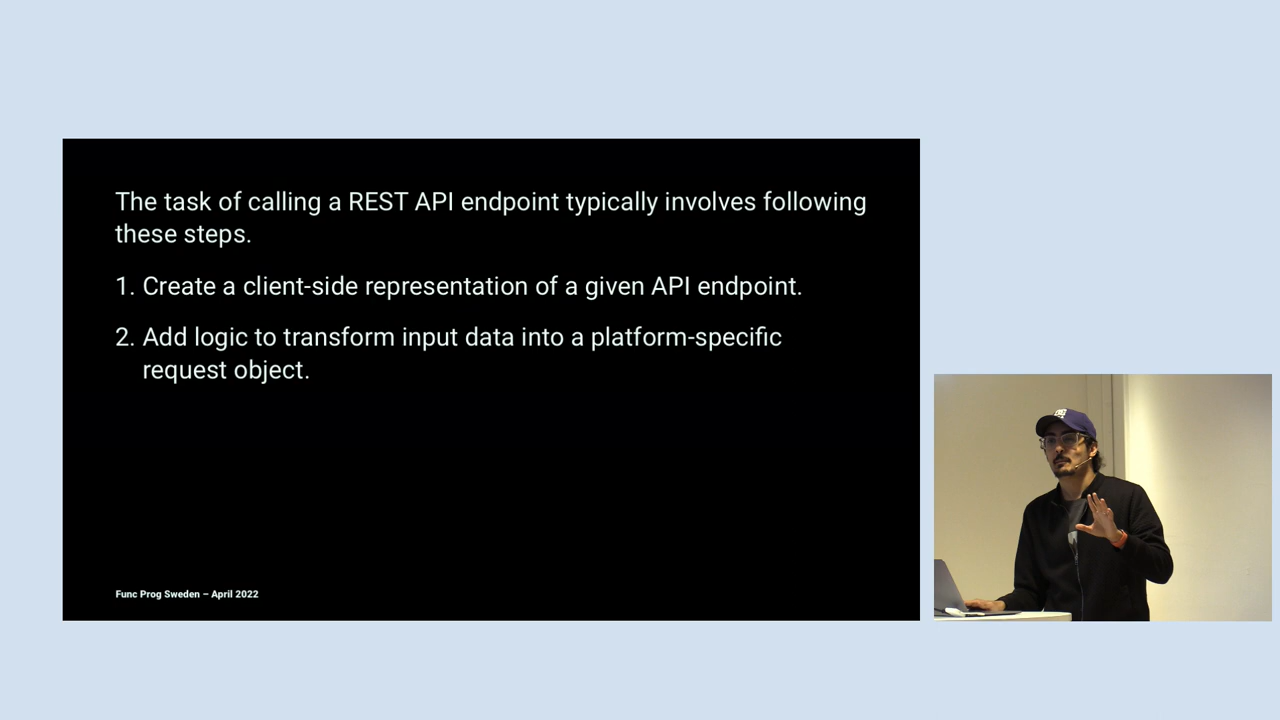 The task of calling a REST API endpoint typically involves following
these steps.
1. Create a client-side representation of a given API endpoint.
2. Add logic to transform input data into a platform-specific
request object.
Func Prog Sweden – April 2022